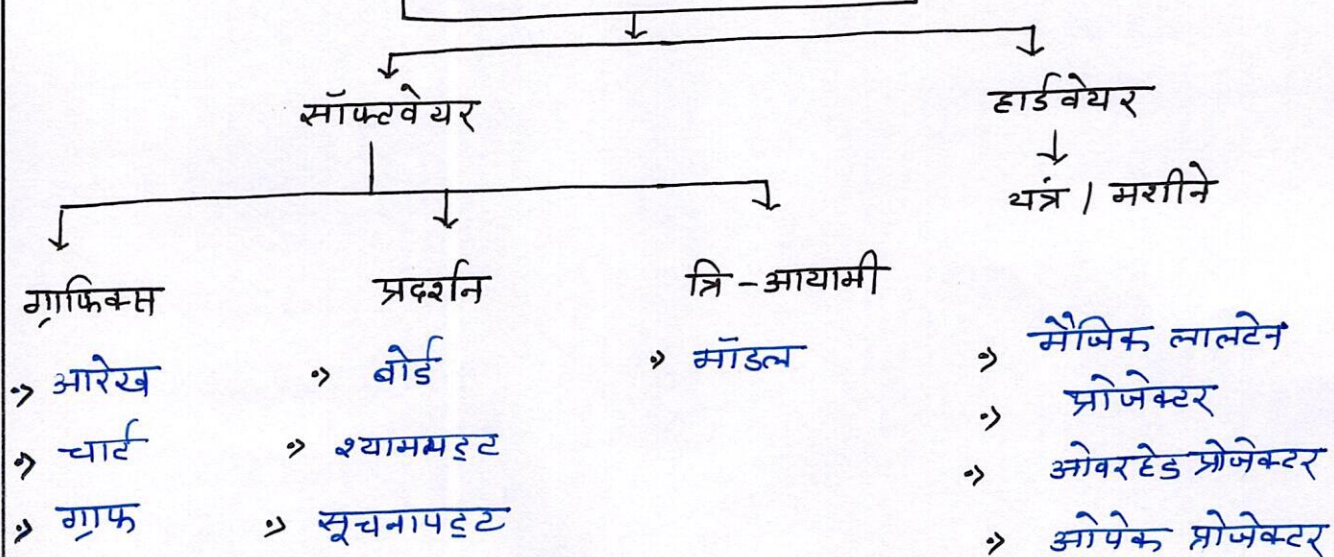 सॉफ्टवेयर
हार्डवेयर
यत्रं / मशीने
ग्राफिक्स
प्रदर्शन
त्रि-आयामी
आरेख
चार्ट
ग्राफ
बोर्ड
श्यामपट्ट
सूचनापट्ट
मॉडल
मैजिक लालटेन
प्रोजेक्टर
ओवरहेड प्रोजेक्टर
ओपेक प्रोजेक्टर